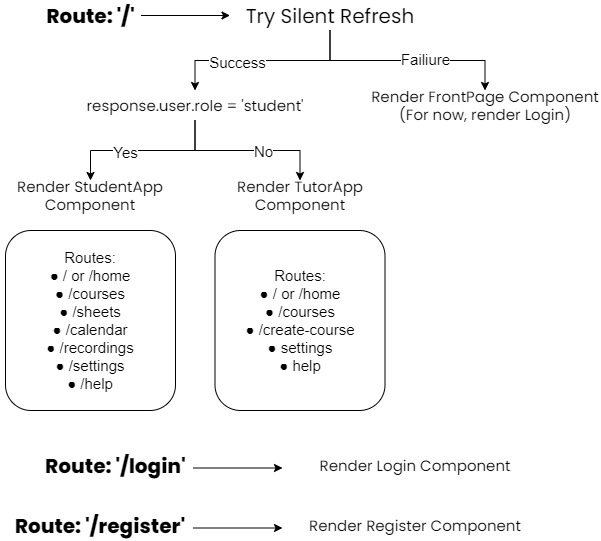 Route: '/'
Try Silent Refresh
Success
Failiure
response.user.role = 'student'
Render FrontPage Component
(For now, render Login)
Yes
No
Render StudentApp
Component
Render TutorApp
Component
Routes:
● / or /home
● /courses
● /sheets
● /calendar
● /recordings
● /settings
● /help
Routes:
● / or /home
● /courses
● /create-course
● settings
● help
Route: '/login'
Render Login Component
Route: '/register'
Render Register Component